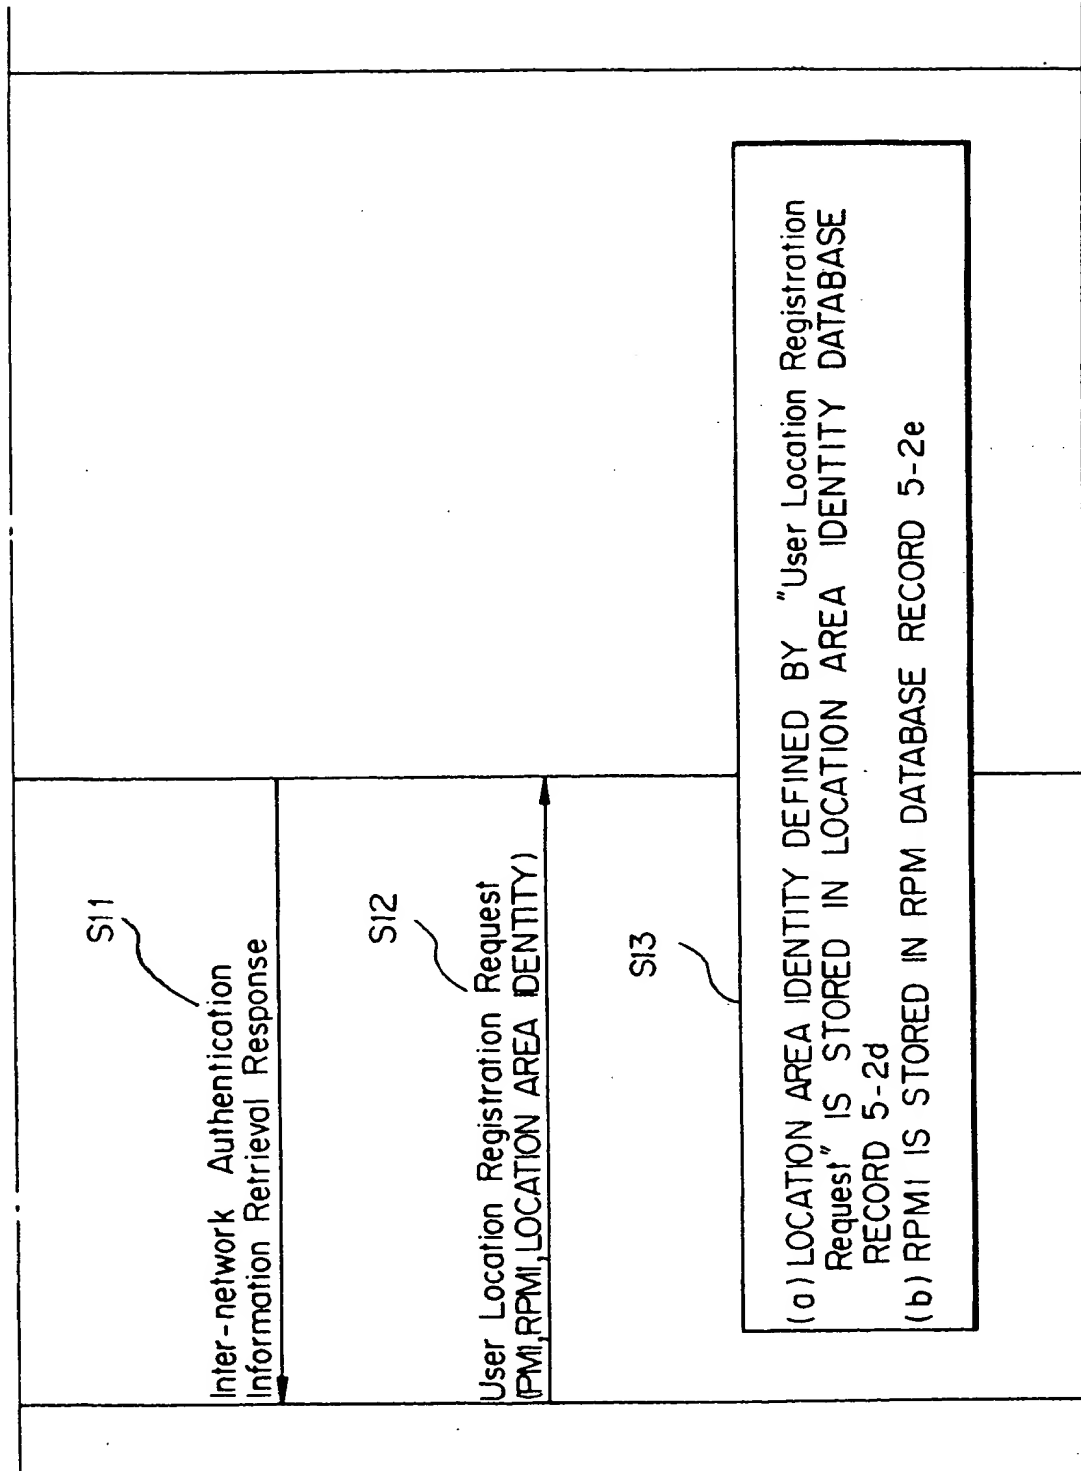 S11
Inter-network Authentication
Information Retrieval Response
S12
User Location Registration Request
(PMI,RPMI,LOCATION AREA IDENTITY)
S13
(a) LOCATION AREA IDENTITY DEFINED BY "User Location Registration
Request" IS STORED IN LOCATION AREA IDENTITY DATABASE
RECORD 5-2d
(b) RPMI IS STORED IN RPM DATABASE RECORD 5-2e